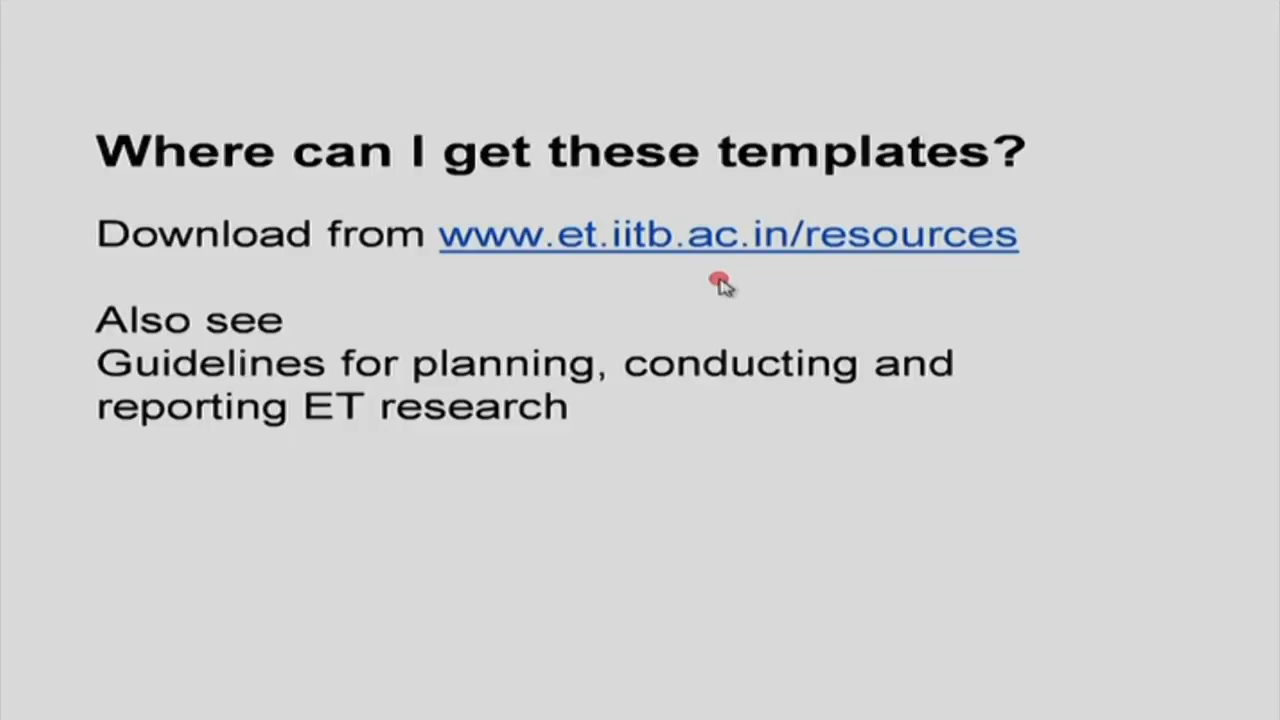 Where can I get these templates?
Download from www.et.iitb.ac.in/resources
Also see
Guidelines for planning, conducting and
reporting ET research